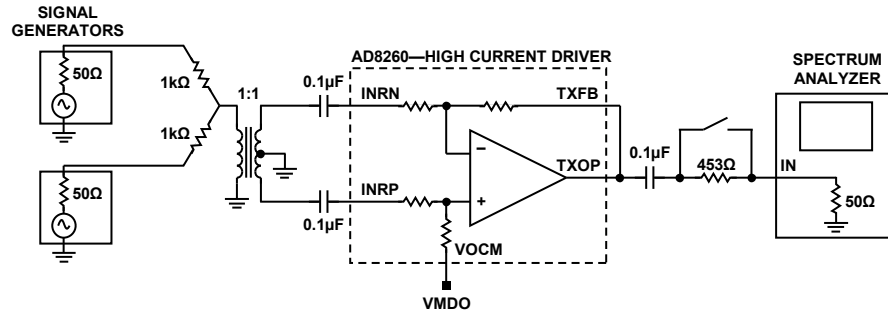 SIGNAL
GENERATORS
50Ω
1kΩ
1kΩ
50Ω
1:1
0.1µF
0.1µF
AD8260—HIGH CURRENT DRIVER
INRN
TXFB
TXOP
INRP
VOCM
VMDO
0.1µF
453Ω
SPECTRUM
ANALYZER
IN
50Ω